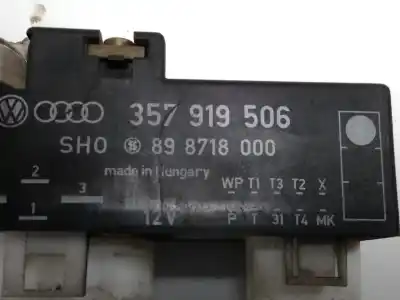 357 919 506
SHO 89 8718 000
made in Hungary
2
WP T1 T3 T2 X
3
1
12V
P T 31 T4 MK